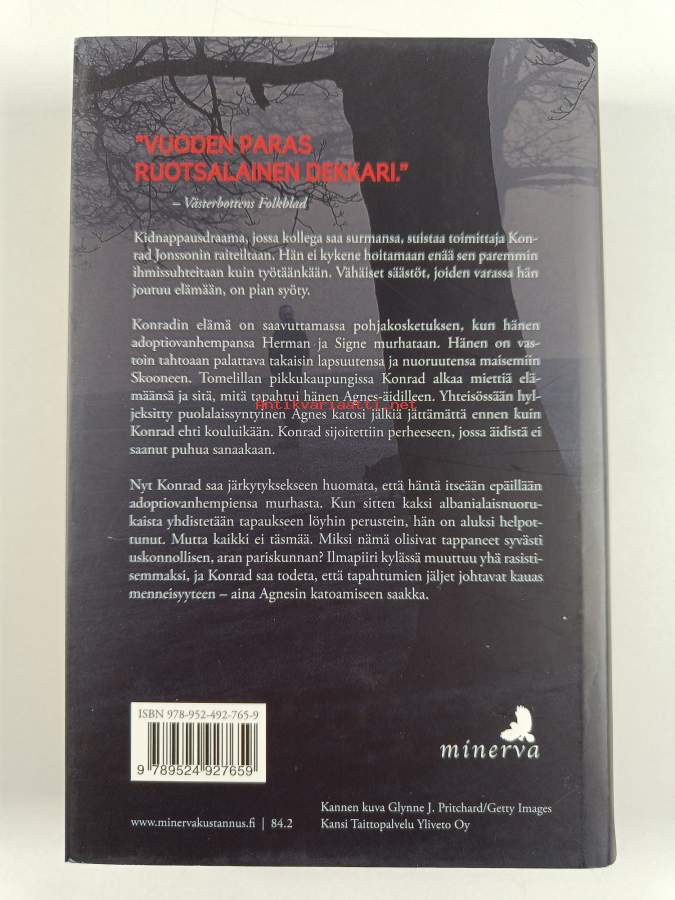 "VUODEN PARAS
RUOTSALAINEN DEKKARI."
– Västerbottens Folkblad
Kidnappausdraama, jossa kollega saa surmansa, suistaa toimittaja Kon-
rad Jonssonin raiteiltaan. Hän ei kykene hoitamaan enää sen paremmin
ihmissuhteitaan kuin työtäänkään. Vähäiset säästöt, joiden varassa hän
joutuu elämään, on pian syöty.
Konradin elämä on saavuttamassa pohjakosketuksen, kun hänen
adoptiovanhempansa Herman ja Signe murhataan. Hänen on vas-
toin tahtoaan palattava takaisin lapsuutensa ja nuoruutensa maisemiin
Skooneen. Tomelillan pikkukaupungissa Konrad alkaa miettiä elä-
määnsä ja sitä, mitä tapahtui hänen Agnes-äidilleen. Yhteisössään hyl-
jeksitty puolalaissyntyinen Agnes katosi jälkiä jättämättä ennen kuin
Konrad ehti kouluikään. Konrad sijoitettiin perheeseen, jossa äidistä ei
saanut puhua sanaakaan.
Antikvariaatti.net
Nyt Konrad saa järkytyksekseen huomata, että häntä itseään epäillään
adoptiovanhempiensa murhasta. Kun sitten kaksi albanialaisnuotu-
kaista yhdistetään tapaukseen löyhin perustein, hän on aluksi helpot-
tunut. Mutta kaikki ei täsmää. Miksi nämä olisivat tappaneet syvästi
uskonnollisen, aran pariskunnan? Ilmapiiri kylässä muuttuu yhä rasisti-
semmaksi, ja Konrad saa todeta, että tapahtumien jäljet johtavat kauas
menneisyyteen – aina Agnesin katoamiseen saakka.
ISBN 978-952-492-765-9
9 789524 927659
minerva
www.minervakustannus.fi | 84.2
Kannen kuva Glynne J. Pritchard/Getty Images
Kansi Taittopalvelu Yliveto Oy